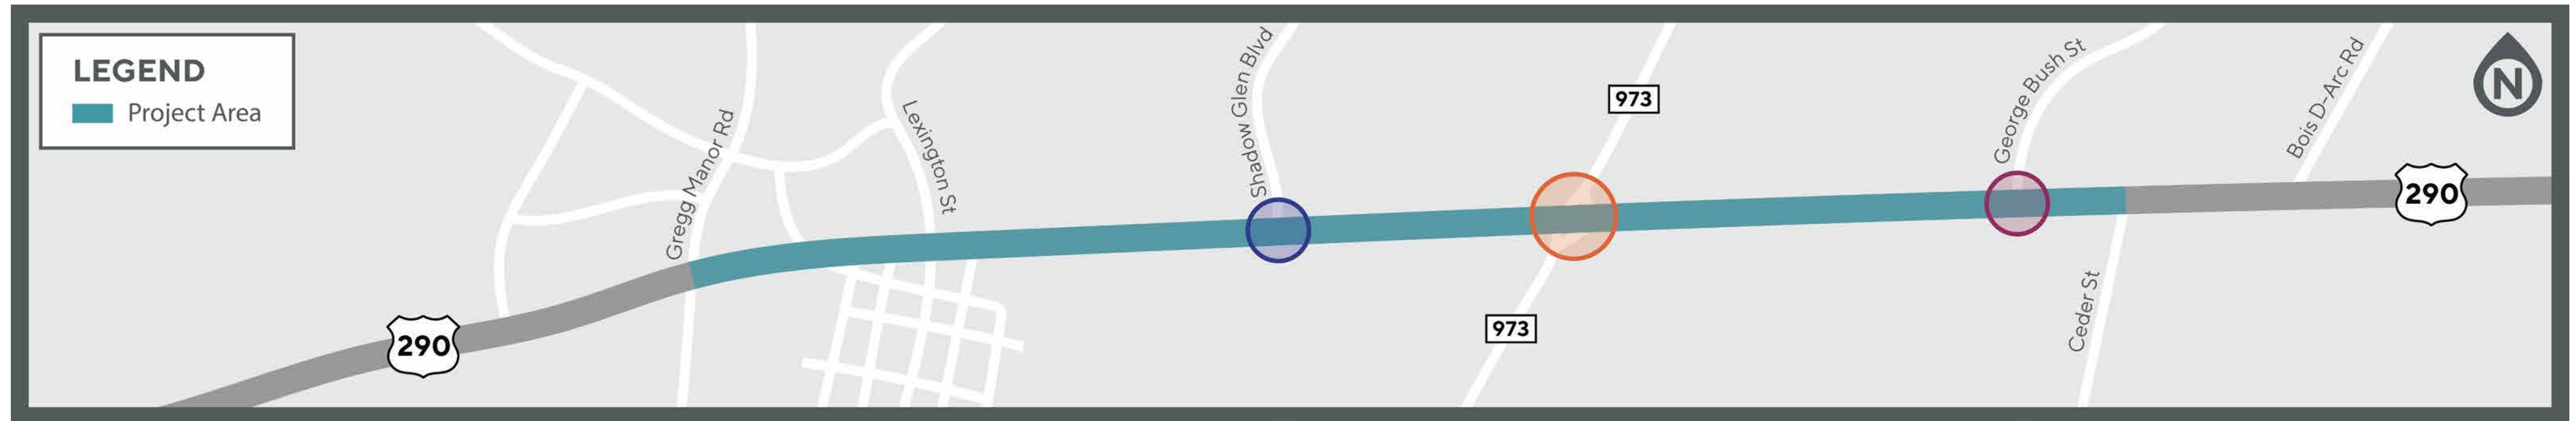 LEGEND
Project Area
Gregg Manor Rd
Lexington St
Shadow Glen Blvd
973
George Bush St
Bois D-Arc Rd
N
290
290
973
Ceder St